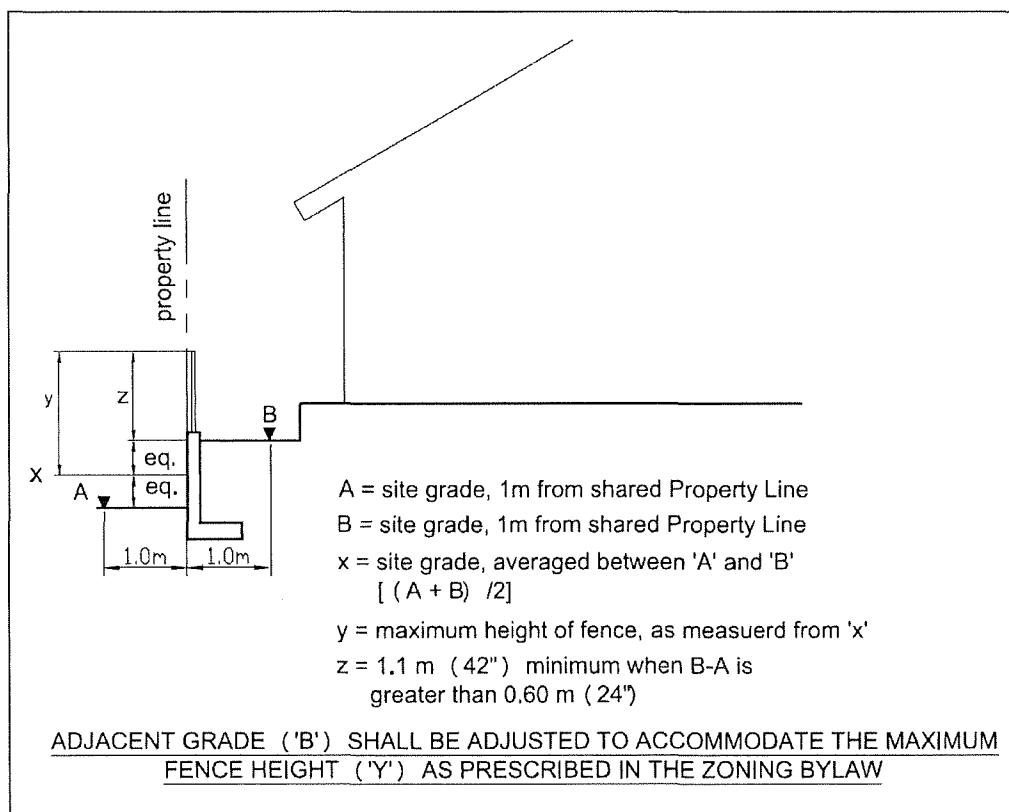 property line
y
z
B
eq.
X
eq.
A
1.0m
1.0m
A = site grade, 1m from shared Property Line
B = site grade, 1m from shared Property Line
x = site grade, averaged between 'A' and 'B'
[ (A + B) /2]
y = maximum height of fence, as measuerd from 'x'
z = 1.1 m (42") minimum when B-A is
greater than 0.60 m (24")
ADJACENT GRADE ('B') SHALL BE ADJUSTED TO ACCOMMODATE THE MAXIMUM
FENCE HEIGHT ('Y') AS PRESCRIBED IN THE ZONING BYLAW